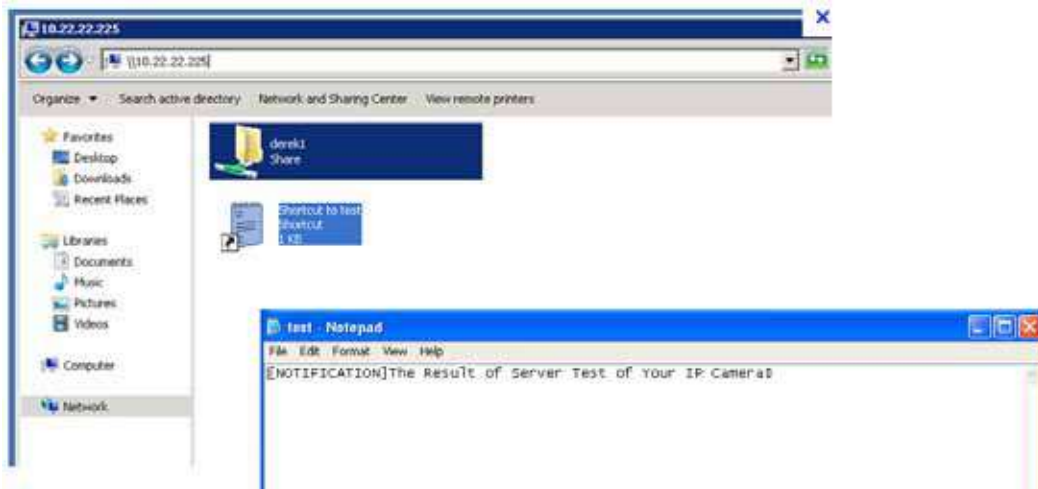 10.22.22.225
\\10.22.22.225
Organize Search active directory Network and Sharing Center View remote printers
Favorites
Desktop
Downloads
Recent Places
Libraries
Documents
Music
Pictures
Videos
Computer
Network
derek1
Share
Shortcut to test
Shortcut
1 KB
test - Notepad
File Edit Format View Help
[NOTIFICATION]The Result of Server Test of Your IP Camera